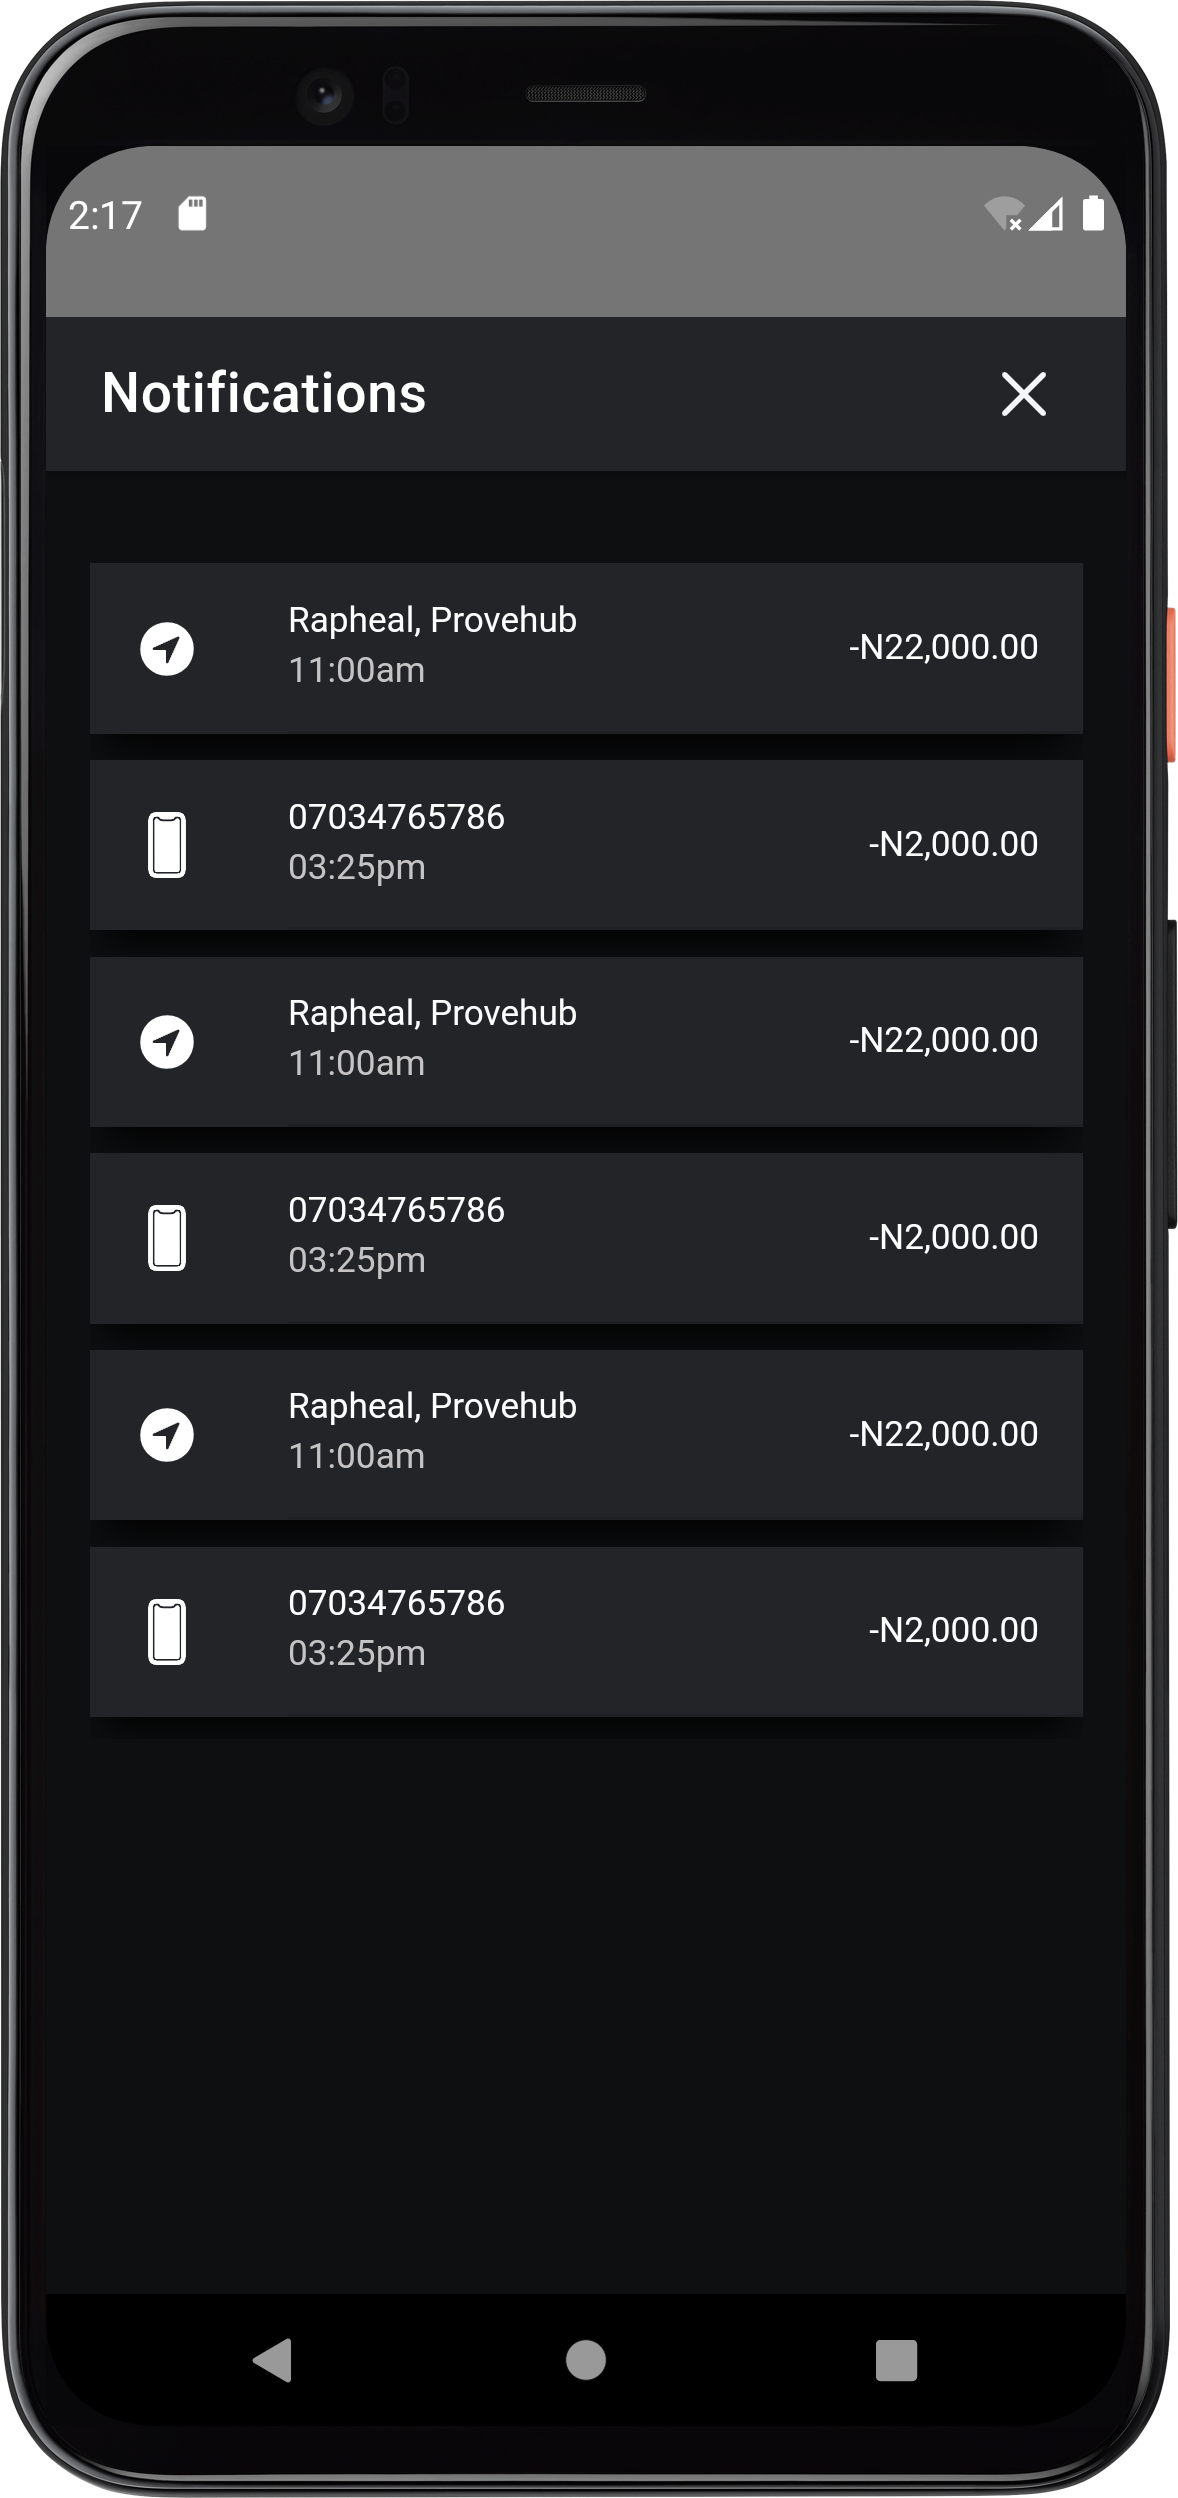 2:17
Notifications
Rapheal, Provehub
11:00am
-N22,000.00
07034765786
03:25pm
-N2,000.00
Rapheal, Provehub
11:00am
-N22,000.00
07034765786
03:25pm
-N2,000.00
Rapheal, Provehub
11:00am
-N22,000.00
07034765786
03:25pm
-N2,000.00